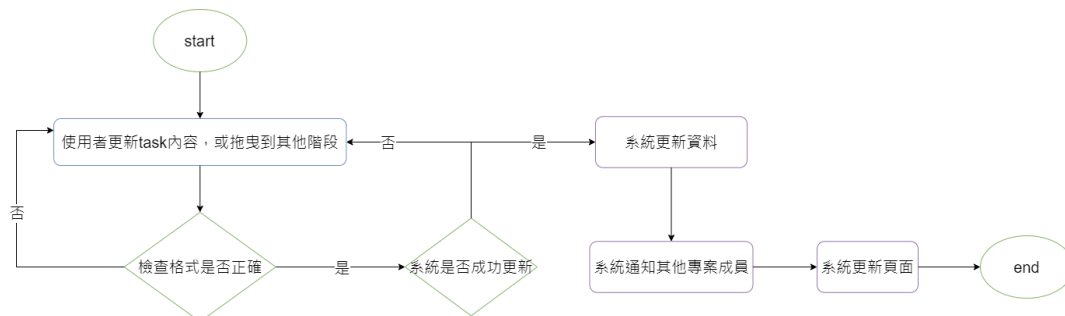 start
使用者更新task內容，或拖曳到其他階段
否
是
系統更新資料
否
檢查格式是否正確
是
系統是否成功更新
系統通知其他專案成員
系統更新頁面
end